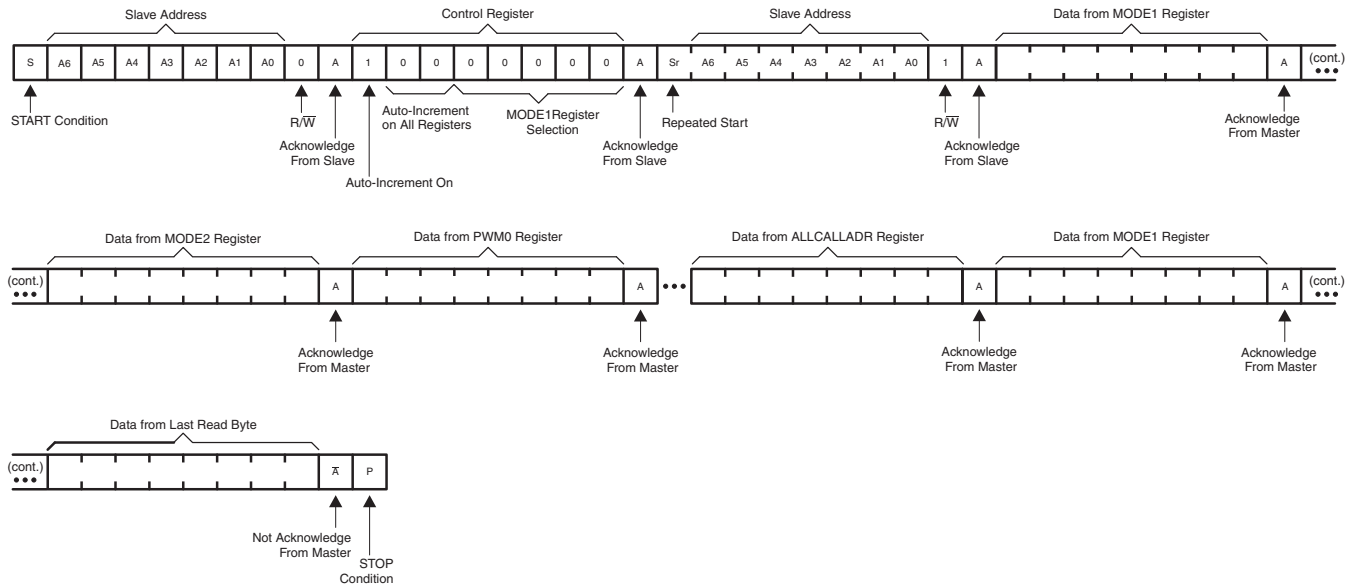 Slave Address
Control Register
Slave Address
Data from MODE1 Register
S A6 A5 A4 A3 A2 A1 A0 0 A 1 0 0 0 0 0 0 0 A Sr A6 A5 A4 A3 A2 A1 A0 1 A A (cont.)
•••
START Condition
R/W̅
Acknowledge
From Slave
Auto-Increment On
Auto-Increment
on All Registers
MODE1Register
Selection
Acknowledge
From Slave
Repeated Start
R/W̅
Acknowledge
From Slave
Acknowledge
From Master
Data from MODE2 Register
Data from PWM0 Register
Data from ALLCALLADR Register
Data from MODE1 Register
(cont.) A A ••• A A (cont.)
••• •••
Acknowledge
From Master
Acknowledge
From Master
Acknowledge
From Master
Acknowledge
From Master
Data from Last Read Byte
(cont.) A̅ P
•••
Not Acknowledge
From Master
STOP
Condition